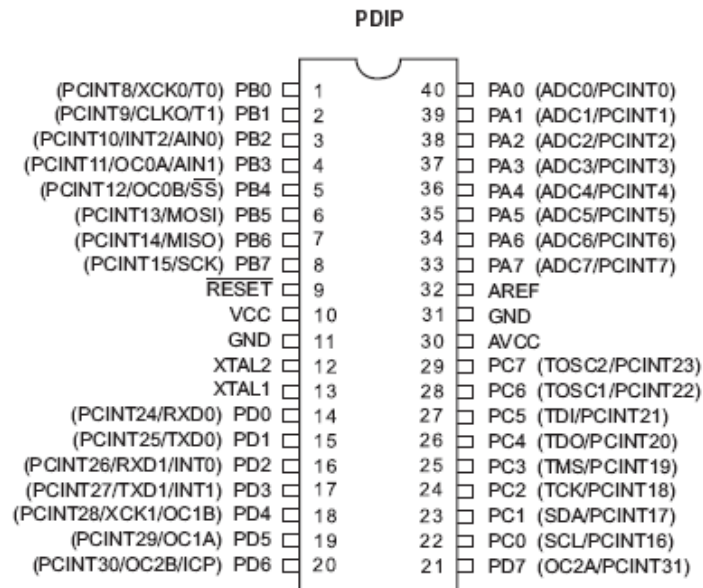 PDIP
(PCINT8/XCK0/T0) PB0 1 40 PA0 (ADC0/PCINT0)
(PCINT9/CLKO/T1) PB1 2 39 PA1 (ADC1/PCINT1)
(PCINT10/INT2/AIN0) PB2 3 38 PA2 (ADC2/PCINT2)
(PCINT11/OC0A/AIN1) PB3 4 37 PA3 (ADC3/PCINT3)
(PCINT12/OC0B/S̅S̅) PB4 5 36 PA4 (ADC4/PCINT4)
(PCINT13/MOSI) PB5 6 35 PA5 (ADC5/PCINT5)
(PCINT14/MISO) PB6 7 34 PA6 (ADC6/PCINT6)
(PCINT15/SCK) PB7 8 33 PA7 (ADC7/PCINT7)
R̅E̅S̅E̅T̅ 9 32 AREF
VCC 10 31 GND
GND 11 30 AVCC
XTAL2 12 29 PC7 (TOSC2/PCINT23)
XTAL1 13 28 PC6 (TOSC1/PCINT22)
(PCINT24/RXD0) PD0 14 27 PC5 (TDI/PCINT21)
(PCINT25/TXD0) PD1 15 26 PC4 (TDO/PCINT20)
(PCINT26/RXD1/INT0) PD2 16 25 PC3 (TMS/PCINT19)
(PCINT27/TXD1/INT1) PD3 17 24 PC2 (TCK/PCINT18)
(PCINT28/XCK1/OC1B) PD4 18 23 PC1 (SDA/PCINT17)
(PCINT29/OC1A) PD5 19 22 PC0 (SCL/PCINT16)
(PCINT30/OC2B/ICP) PD6 20 21 PD7 (OC2A/PCINT31)